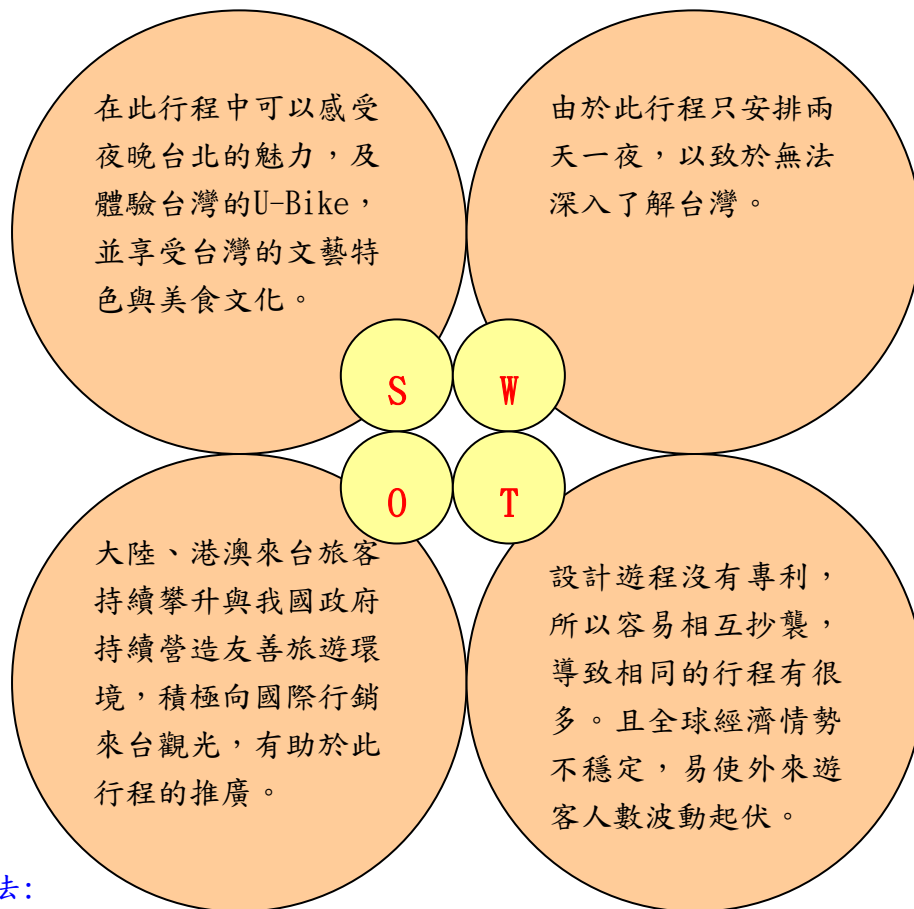 在此行程中可以感受
夜晚台北的魅力，及
體驗台灣的U-Bike，
並享受台灣的文藝特
色與美食文化。
由於此行程只安排兩
天一夜，以致於無法
深入了解台灣。
S
W
O
T
大陸、港澳來台旅客
持續攀升與我國政府
持續營造友善旅遊環
境，積極向國際行銷
來台觀光，有助於此
行程的推廣。
設計遊程沒有專利，
所以容易相互抄襲，
導致相同的行程有很
多。且全球經濟情勢
不穩定，易使外來遊
客人數波動起伏。
法: